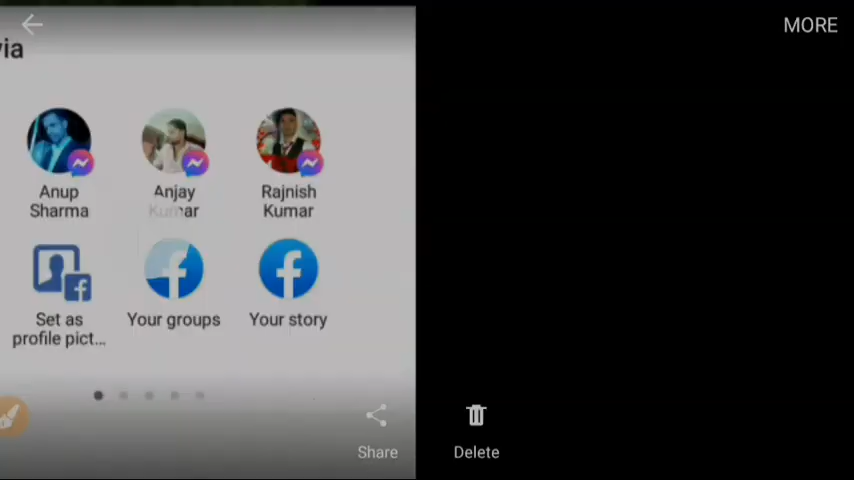 via
MORE
Anup
Sharma
Anjay
Kumar
Rajnish
Kumar
Set as
profile pict...
Your groups
Your story
Share
Delete